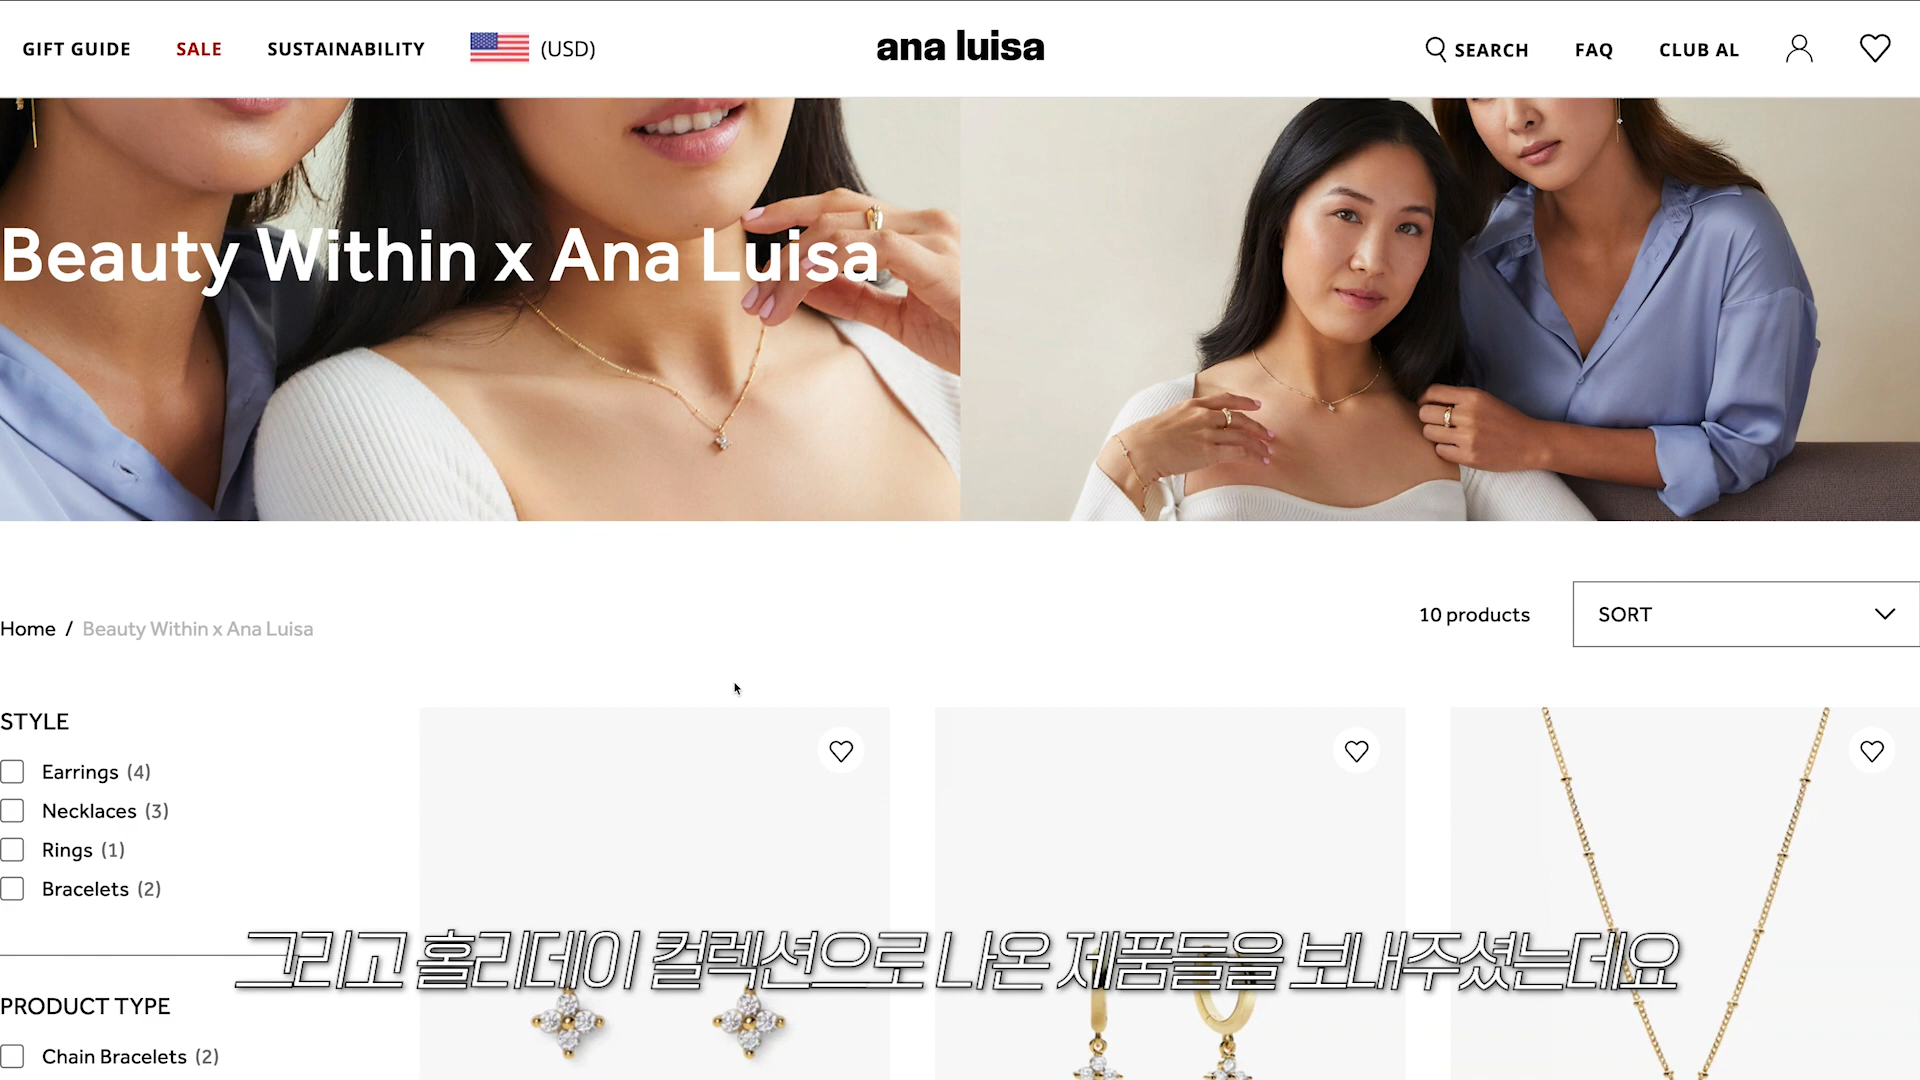 GIFT GUIDE
SALE
SUSTAINABILITY
(USD)
ana luisa
SEARCH
FAQ
CLUB AL
Beauty Within x Ana Luisa
Home / Beauty Within x Ana Luisa
10 products
SORT
STYLE
Earrings (4)
Necklaces (3)
Rings (1)
Bracelets (2)
PRODUCT TYPE
Chain Bracelets (2)
그리고 홀리데이 컬렉션으로 나온 제품들을 보내주셨는데요